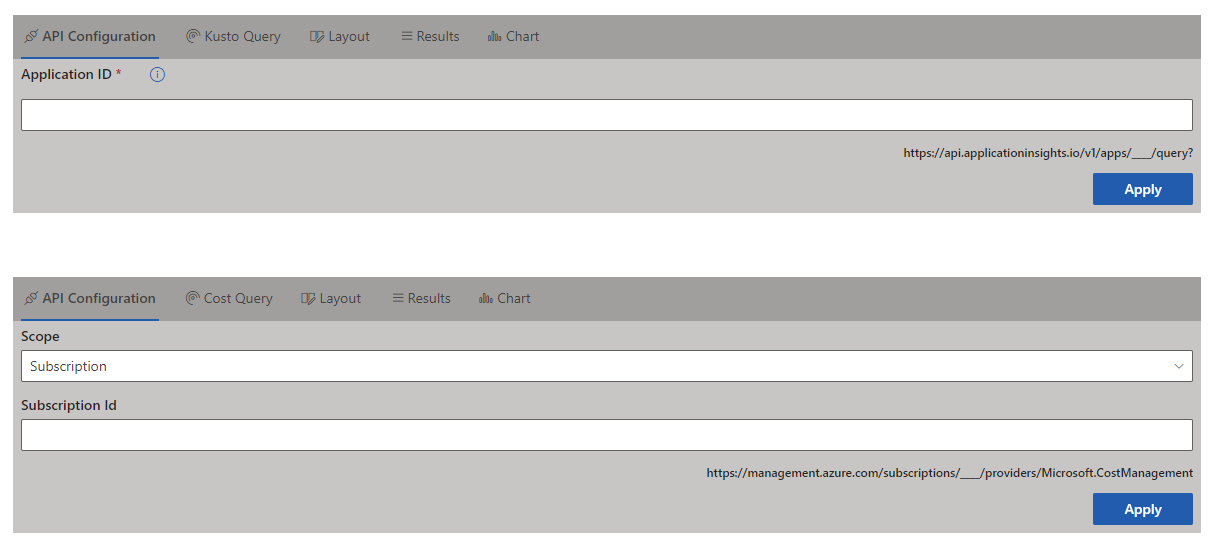 API Configuration Kusto Query Layout Results Chart
Application ID *
https://api.applicationinsights.io/v1/apps/____/query?
Apply
API Configuration Cost Query Layout Results Chart
Scope
Subscription
Subscription Id
https://management.azure.com/subscriptions/____/providers/Microsoft.CostManagement
Apply